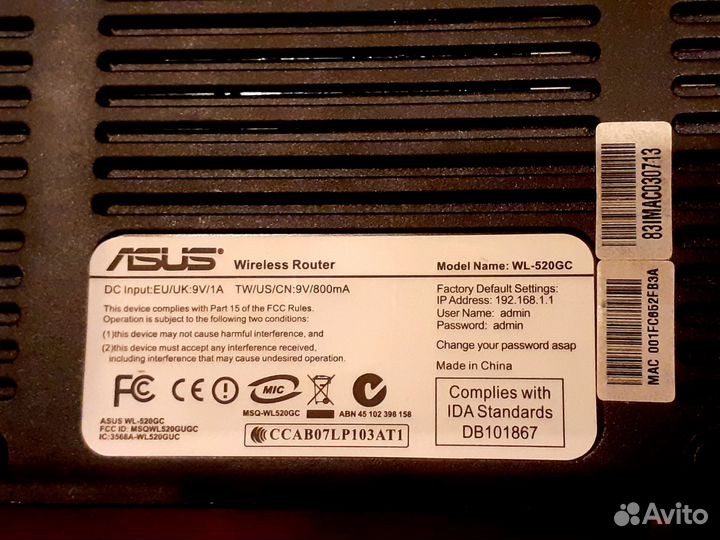 ASUS Wireless Router Model Name: WL-520GC
DC Input:EU/UK:9V/1A TW/US/CN:9V/800mA
This device complies with Part 15 of the FCC Rules.
Operation is subject to the following two conditions:
(1)this device may not cause harmful interference, and
(2)this device must accept any interference received,
including interference that may cause undesired operation.
Factory Default Settings:
IP Address: 192.168.1.1
User Name: admin
Password: admin
Change your password asap
Made in China
FC CE MIC
MSQ-WL520GC
ABN 45 102 398 158
ASUS WL-520GC
FCC ID: MSQWL520GUGC
IC:3568A-WL520GUC
CCAB07LP103AT1
Complies with
IDA Standards
DB101867
83IMAC030713
MAC 001FC652FB3A
Avito